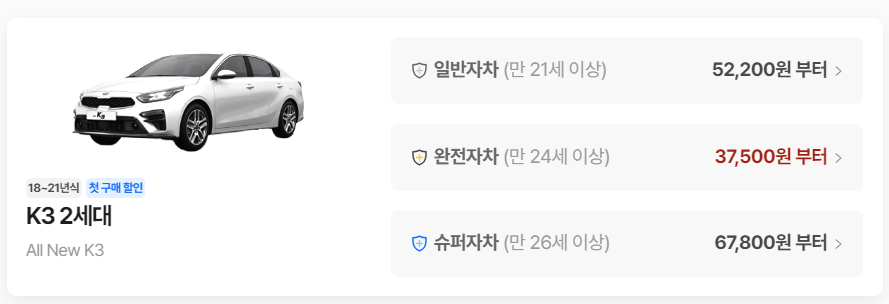 일반자차 (만 21세 이상) 52,200원 부터
완전자차 (만 24세 이상) 37,500원 부터
슈퍼자차 (만 26세 이상) 67,800원 부터
K3
18~21년식 첫 구매 할인
K3 2세대
All New K3